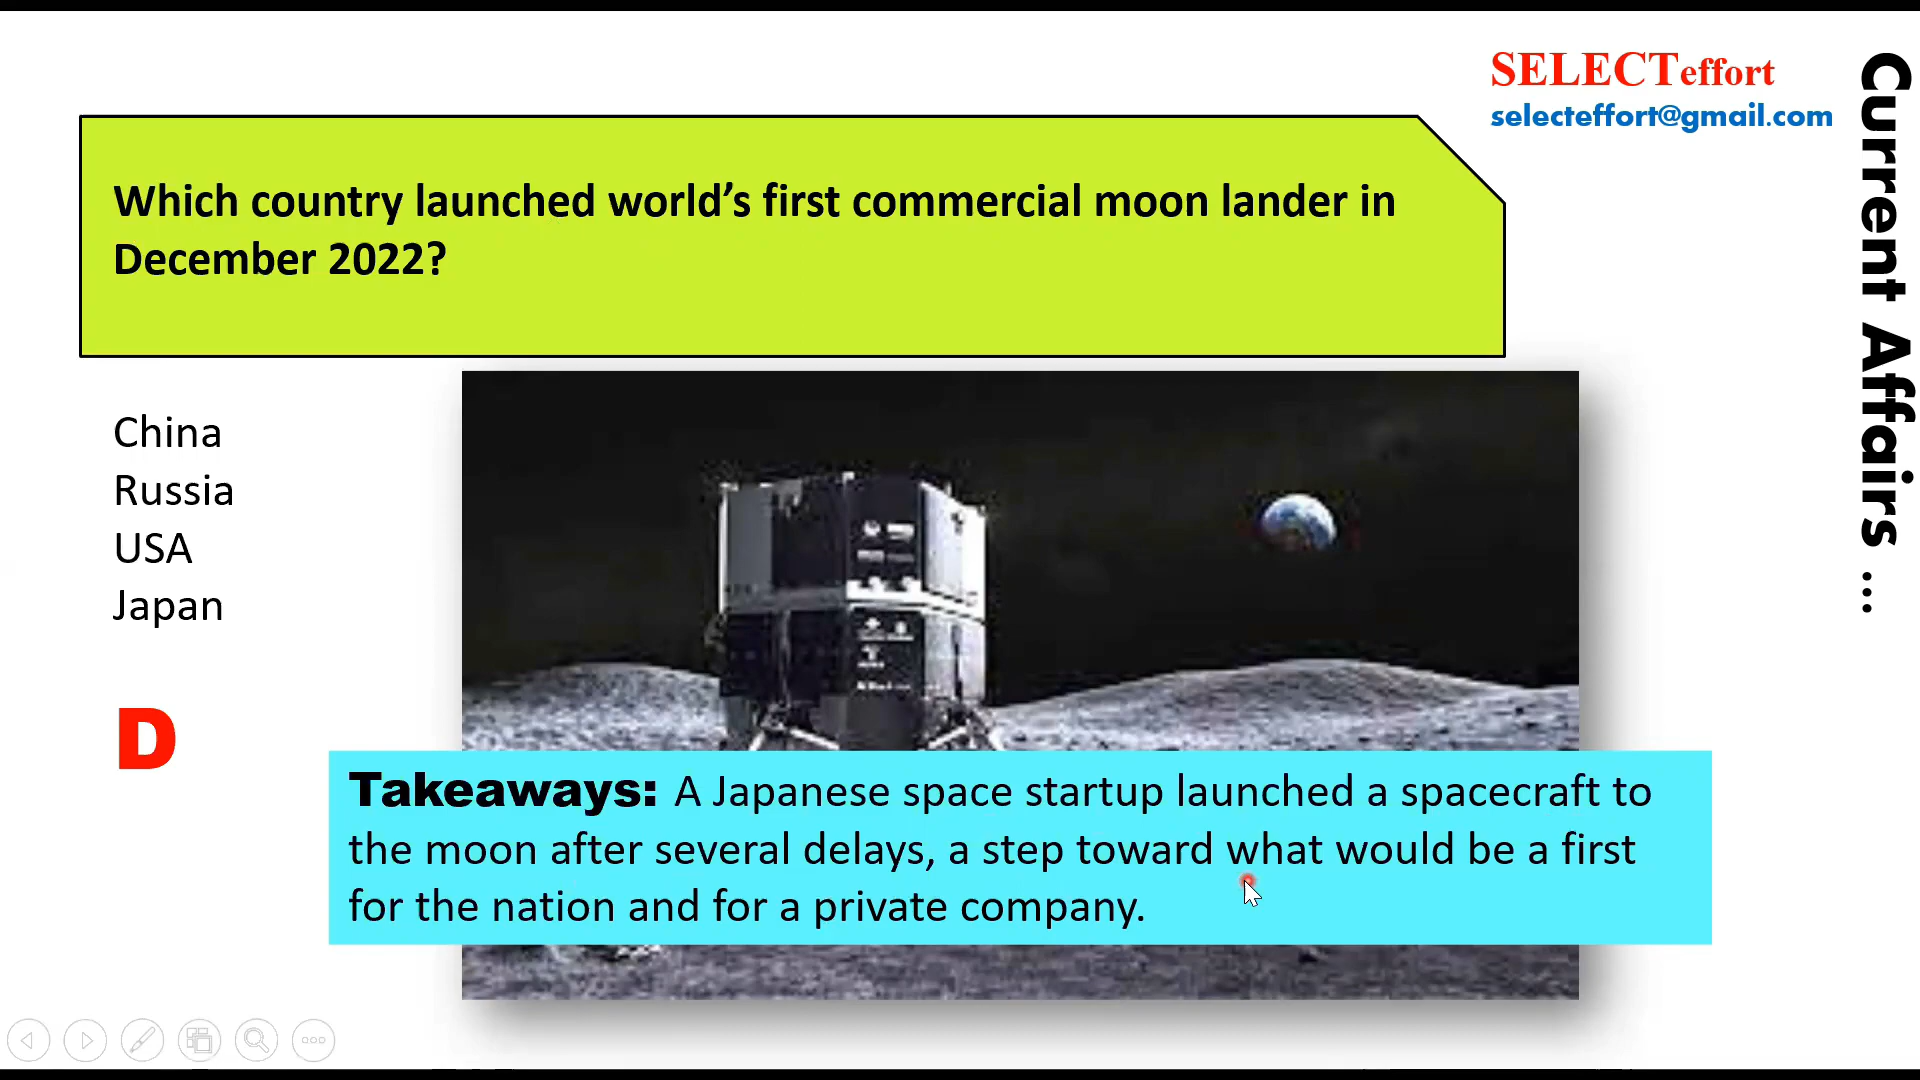 SELECTeffort
selecteffort@gmail.com
Current Affairs ...
Which country launched world’s first commercial moon lander in
December 2022?
China
Russia
USA
Japan
D
Takeaways: A Japanese space startup launched a spacecraft to
the moon after several delays, a step toward what would be a first
for the nation and for a private company.